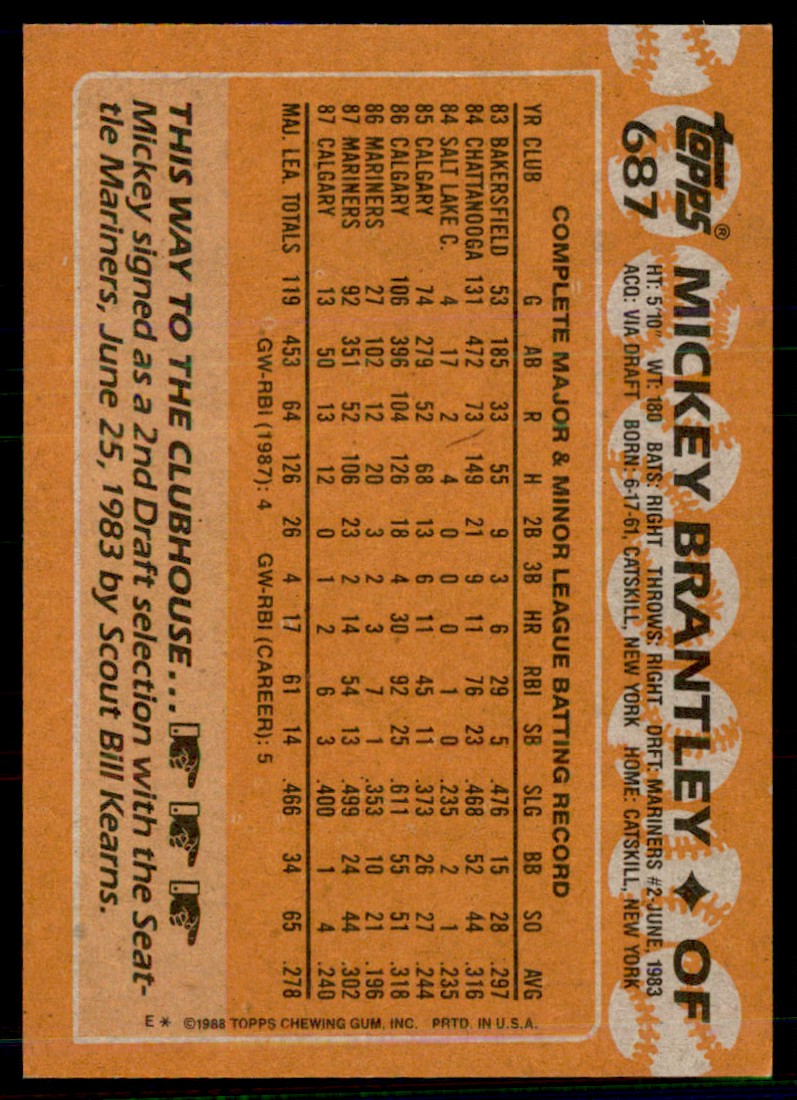 Topps®
687
MICKEY BRANTLEY ♦ OF
HT: 5'10" WT: 180 BATS: RIGHT THROWS: RIGHT DRFT: MARINERS #2-JUNE, 1983
ACQ: VIA DRAFT BORN: 6-17-61, CATSKILL, NEW YORK HOME: CATSKILL, NEW YORK
COMPLETE MAJOR & MINOR LEAGUE BATTING RECORD
YR CLUB G AB R H 2B 3B HR RBI SB SLG BB SO AVG
83 BAKERSFIELD 53 185 33 55 9 3 6 29 5 .476 15 28 .297
84 CHATTANOOGA 131 472 73 149 21 9 11 76 23 .468 52 44 .316
84 SALT LAKE C. 4 17 2 4 0 0 0 1 0 .235 2 1 .235
85 CALGARY 74 279 52 68 13 6 11 45 11 .373 26 27 .244
86 CALGARY 106 396 104 126 18 4 30 92 25 .611 55 51 .318
86 MARINERS 27 102 12 20 3 2 3 7 1 .353 10 21 .196
87 MARINERS 92 351 52 106 23 2 14 54 13 .499 24 44 .302
87 CALGARY 13 50 13 12 0 1 2 6 3 .400 1 4 .240
MAJ. LEA. TOTALS 119 453 64 126 26 4 17 61 14 .466 34 65 .278
GW-RBI (1987): 4 GW-RBI (CAREER): 5
THIS WAY TO THE CLUBHOUSE...
Mickey signed as a 2nd Draft selection with the Seat-
tle Mariners, June 25, 1983 by Scout Bill Kearns.
E * ©1988 TOPPS CHEWING GUM, INC. PRTD. IN U.S.A.